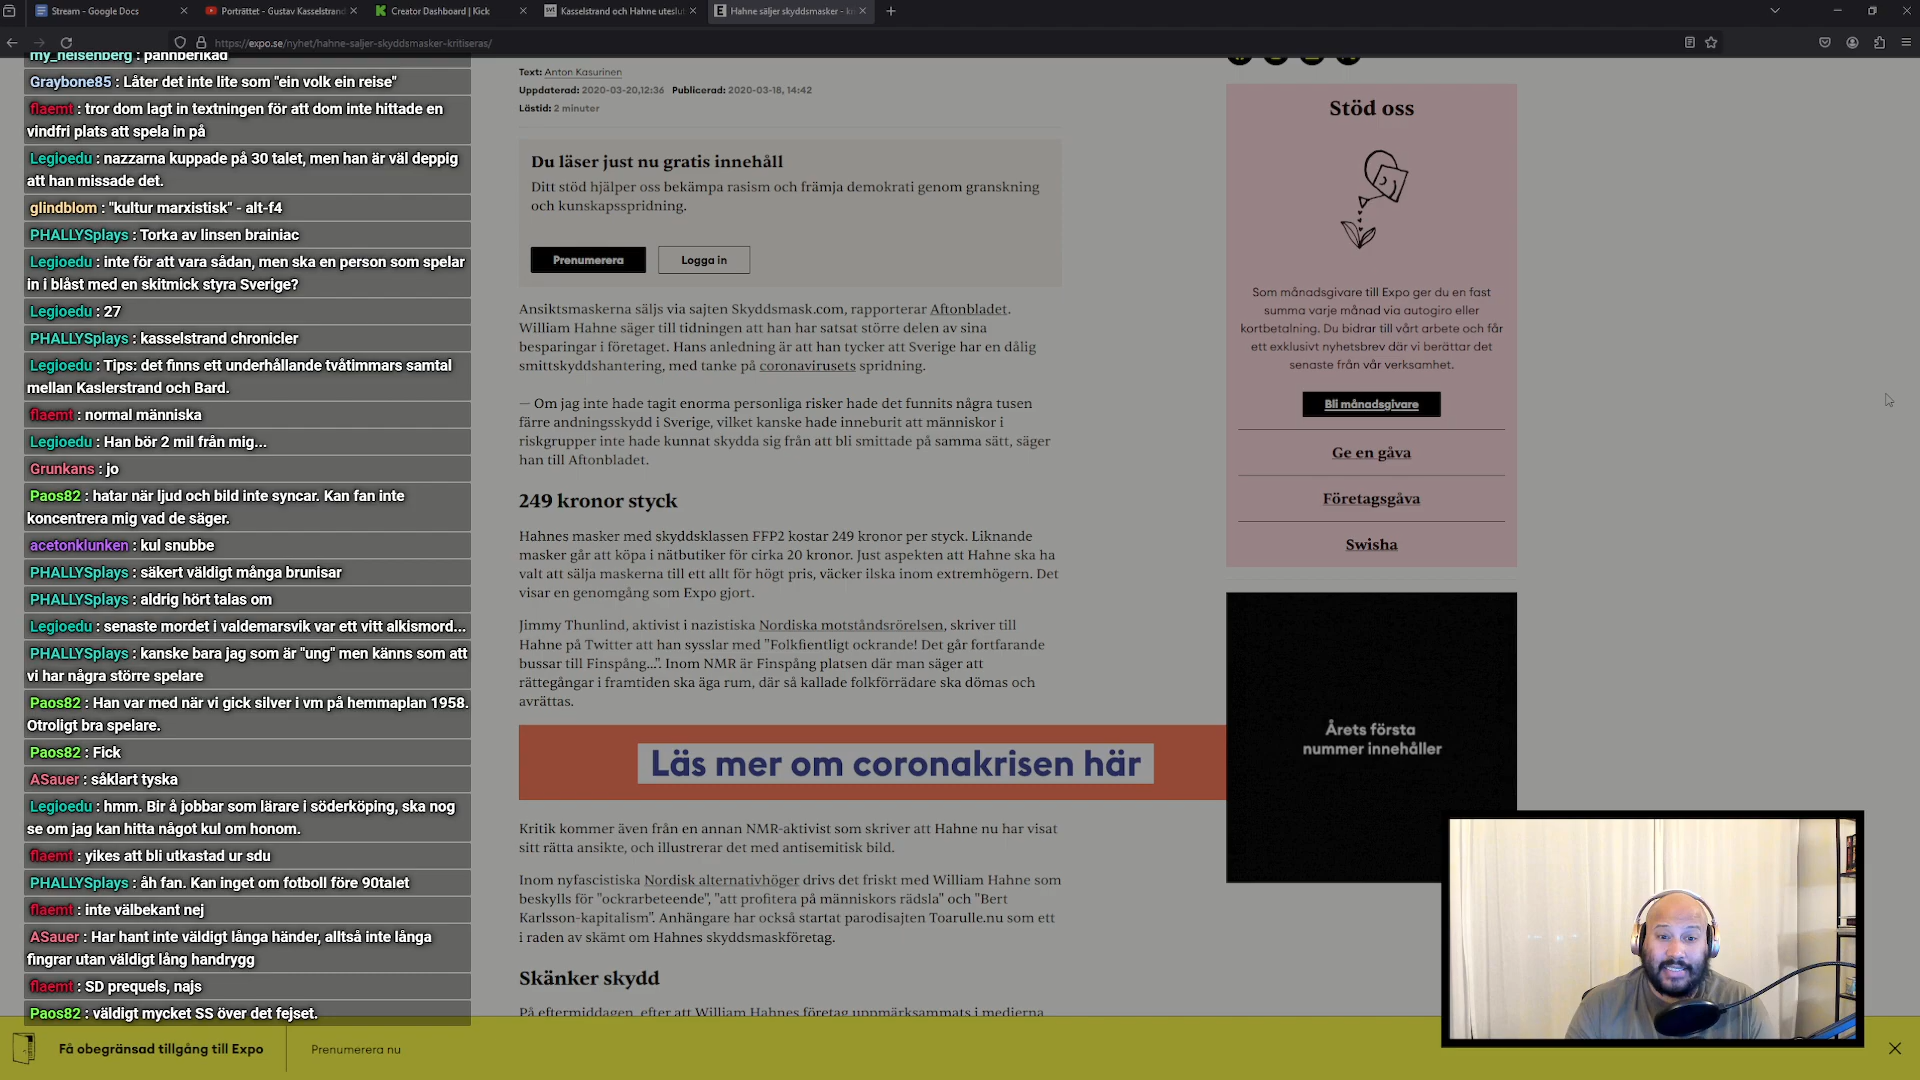 Stream - Google Docs
Porträttet - Gustav Kasselstrand
Creator Dashboard | Kick
svt
Kasselstrand och Hahne uteslut
E
Hahne säljer skyddsmasker - kri
https://expo.se/nyhet/hahne-saljer-skyddsmasker-kritiseras/
my_heisenberg : pannberikad
Graybone85 : Låter det inte lite som "ein volk ein reise"
flaemt : tror dom lagt in textningen för att dom inte hittade en
vindfri plats att spela in på
Legioedu : nazzarna kuppade på 30 talet, men han är väl deppig
att han missade det.
glindblom : "kultur marxistisk" - alt-f4
PHALLYSplays : Torka av linsen brainiac
Legioedu : inte för att vara sådan, men ska en person som spelar
in i blåst med en skitmick styra Sverige?
Legioedu : 27
PHALLYSplays : kasselstrand chronicler
Legioedu : Tips: det finns ett underhållande tvåtimmars samtal
mellan Kaslerstrand och Bard.
flaemt : normal människa
Legioedu : Han bör 2 mil från mig...
Grunkans : jo
Paos82 : hatar när ljud och bild inte syncar. Kan fan inte
koncentrera mig vad de säger.
acetonklunken : kul snubbe
PHALLYSplays : säkert väldigt många brunisar
PHALLYSplays : aldrig hört talas om
Legioedu : senaste mordet i valdemarsvik var ett vitt alkismord...
PHALLYSplays : kanske bara jag som är "ung" men känns som att
vi har några större spelare
Paos82 : Han var med när vi gick silver i vm på hemmaplan 1958.
Otroligt bra spelare.
Paos82 : Fick
ASauer : såklart tyska
Legioedu : hmm. Bir å jobbar som lärare i söderköping, ska nog
se om jag kan hitta något kul om honom.
flaemt : yikes att bli utkastad ur sdu
PHALLYSplays : åh fan. Kan inget om fotboll före 90talet
flaemt : inte välbekant nej
ASauer : Har hant inte väldigt långa händer, alltså inte långa
fingrar utan väldigt lång handrygg
flaemt : SD prequels, najs
Paos82 : väldigt mycket SS över det fejset.
Text: Anton Kasurinen
Uppdaterad: 2020-03-20,12:36 Publicerad: 2020-03-18, 14:42
Lästid: 2 minuter
Du läser just nu gratis innehåll
Ditt stöd hjälper oss bekämpa rasism och främja demokrati genom granskning
och kunskapsspridning.
Prenumerera
Logga in
Ansiktsmaskerna säljs via sajten Skyddsmask.com, rapporterar Aftonbladet.
William Hahne säger till tidningen att han har satsat större delen av sina
besparingar i företaget. Hans anledning är att han tycker att Sverige har en dålig
smittskyddshantering, med tanke på coronavirusets spridning.
— Om jag inte hade tagit enorma personliga risker hade det funnits några tusen
färre andningsskydd i Sverige, vilket kanske hade inneburit att människor i
riskgrupper inte hade kunnat skydda sig från att bli smittade på samma sätt, säger
han till Aftonbladet.
249 kronor styck
Hahnes masker med skyddsklassen FFP2 kostar 249 kronor per styck. Liknande
masker går att köpa i nätbutiker för cirka 20 kronor. Just aspekten att Hahne ska ha
valt att sälja maskerna till ett allt för högt pris, väcker ilska inom extremhögern. Det
visar en genomgång som Expo gjort.
Jimmy Thunlind, aktivist i nazistiska Nordiska motståndsrörelsen, skriver till
Hahne på Twitter att han sysslar med "Folkfientligt ockrande! Det går fortfarande
bussar till Finspång...". Inom NMR är Finspång platsen där man säger att
rättegångar i framtiden ska äga rum, där så kallade folkförrädare ska dömas och
avrättas.
Läs mer om coronakrisen här
Kritik kommer även från en annan NMR-aktivist som skriver att Hahne nu har visat
sitt rätta ansikte, och illustrerar det med antisemitisk bild.
Inom nyfascistiska Nordisk alternativhöger drivs det friskt med William Hahne som
beskylls för "ockrarbeteende", "att profitera på människors rädsla" och "Bert
Karlsson-kapitalism". Anhängare har också startat parodisajten Toarulle.nu som ett
i raden av skämt om Hahnes skyddsmaskföretag.
Skänker skydd
På eftermiddagen, efter att William Hahnes företag uppmärksammats i medierna
Stöd oss
Som månadsgivare till Expo ger du en fast
summa varje månad via autogiro eller
kortbetalning. Du bidrar till vårt arbete och får
ett exklusivt nyhetsbrev där vi berättar det
senaste från vår verksamhet.
Bli månadsgivare
Ge en gåva
Företagsgåva
Swisha
Årets första
nummer innehåller
Få obegränsad tillgång till Expo
Prenumerera nu